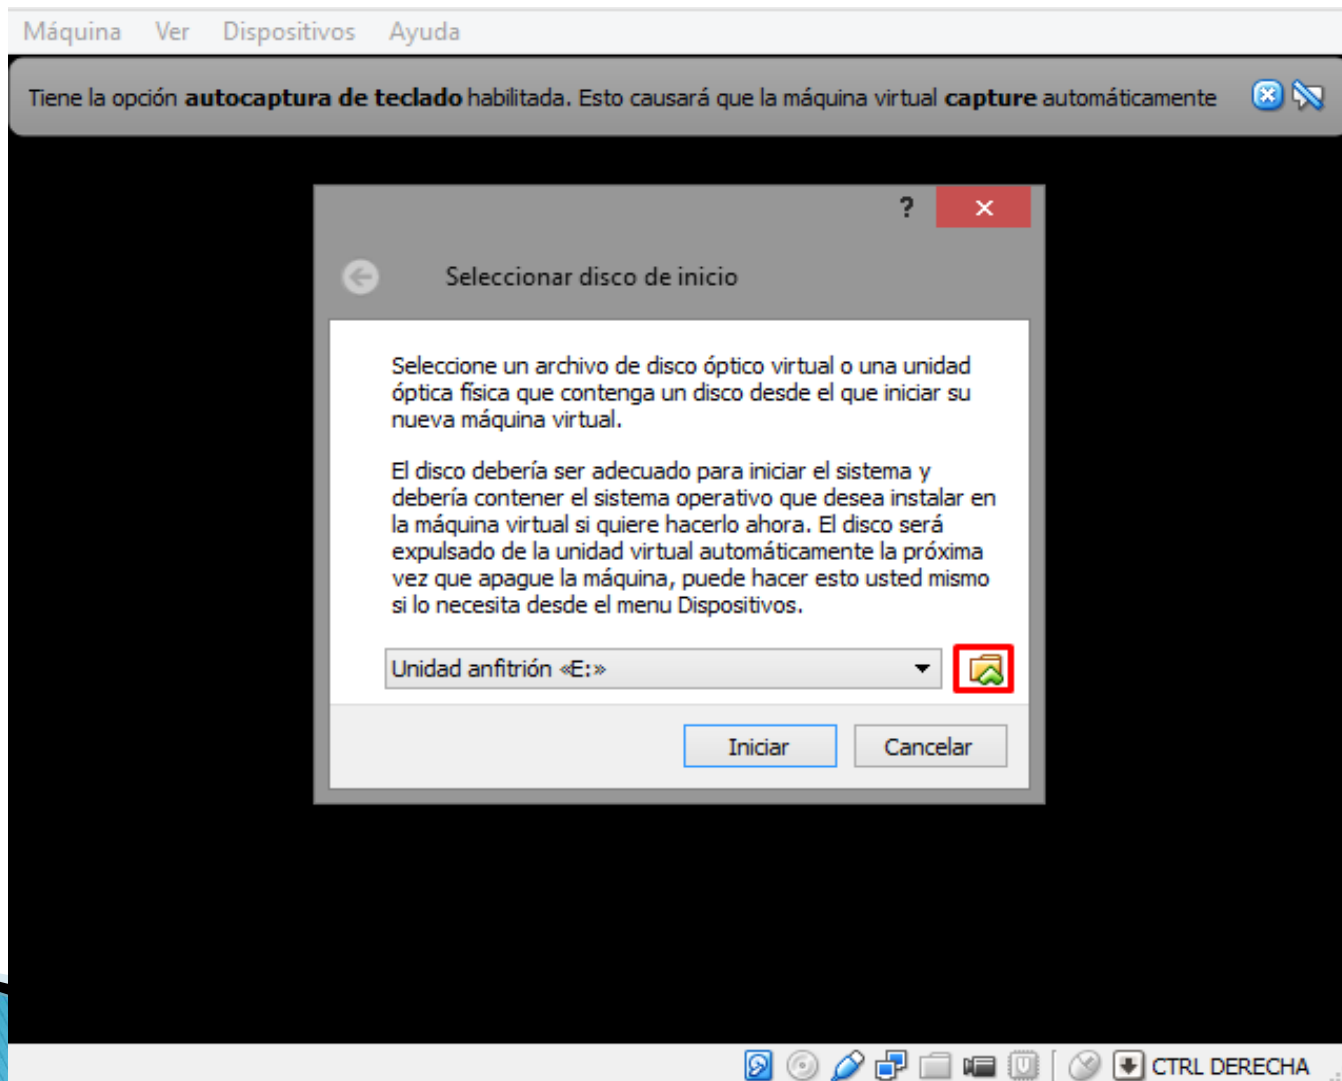 Máquina Ver Dispositivos Ayuda
Tiene la opción autocaptura de teclado habilitada. Esto causará que la máquina virtual capture automáticamente
?
Seleccionar disco de inicio
Seleccione un archivo de disco óptico virtual o una unidad
óptica física que contenga un disco desde el que iniciar su
nueva máquina virtual.
El disco debería ser adecuado para iniciar el sistema y
debería contener el sistema operativo que desea instalar en
la máquina virtual si quiere hacerlo ahora. El disco será
expulsado de la unidad virtual automáticamente la próxima
vez que apague la máquina, puede hacer esto usted mismo
si lo necesita desde el menu Dispositivos.
Unidad anfitrión «E:»
Iniciar Cancelar
CTRL DERECHA